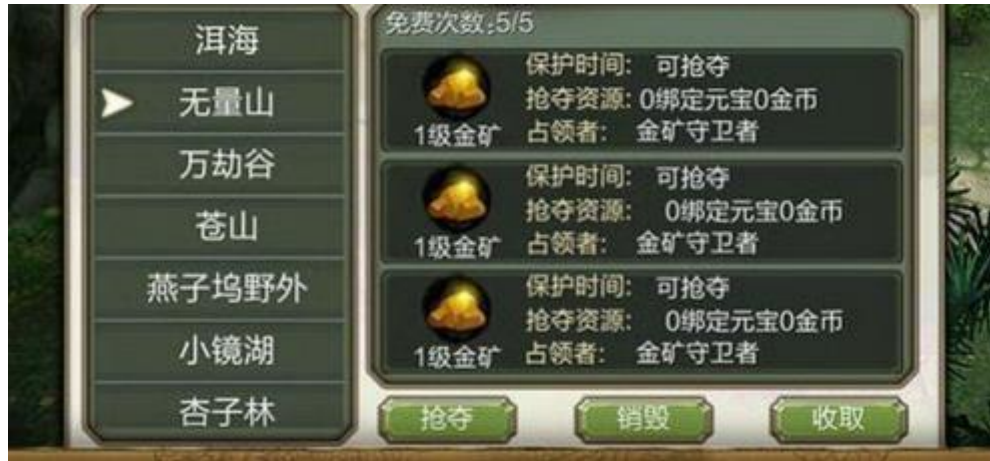 洱海
无量山
万劫谷
苍山
燕子坞野外
小镜湖
杏子林
免费次数:5/5
保护时间: 可抢夺
抢夺资源: 0绑定元宝0金币
1级金矿 占领者: 金矿守卫者
保护时间: 可抢夺
抢夺资源: 0绑定元宝0金币
1级金矿 占领者: 金矿守卫者
保护时间: 可抢夺
抢夺资源: 0绑定元宝0金币
1级金矿 占领者: 金矿守卫者
抢夺 销毁 收取